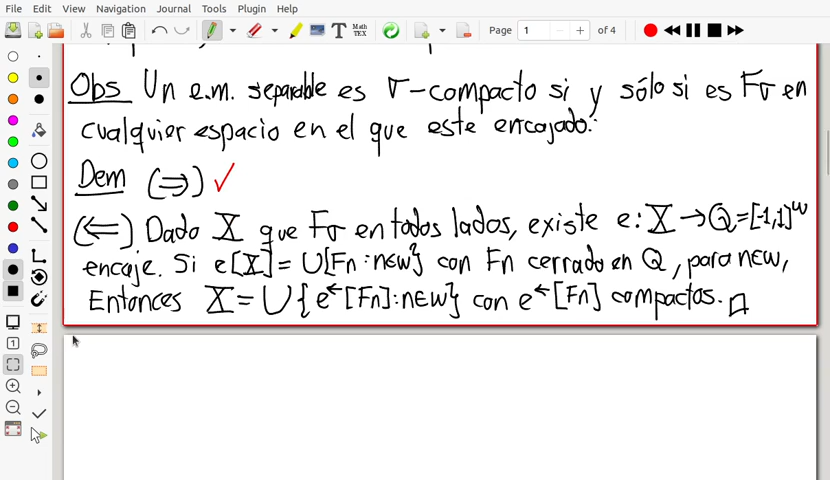 File Edit View Navigation Journal Tools Plugin Help
Math
TEX
Page 1 of 4
Obs Un e.m. separable es σ-compacto si y sólo si es Fσ en
cualquier espacio en el que este encajado.
Dem (⇒) ✓
(⇐) Dado X que Fσ en todos lados, existe e: X → Q = [-1,1]^ω
encaje. Si e[X] = ∪{Fn : n∈ω} con Fn cerrado en Q, para n∈ω,
Entonces X = ∪{e^←[Fn] : n∈ω} con e^←[Fn] compactos. □